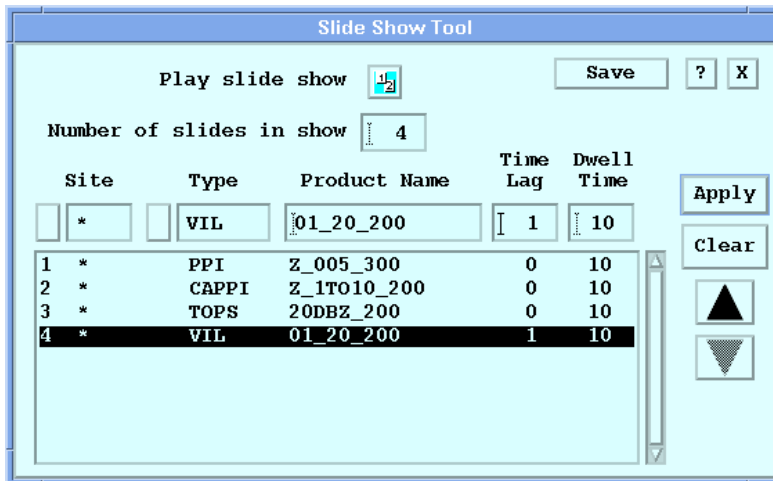 Slide Show Tool
Play slide show 1 2 Save ? X
Number of slides in show 4
Site Type Product Name Time Lag Dwell Time
* VIL 01_20_200 1 10
Apply
Clear
1 * PPI Z_005_300 0 10
2 * CAPPI Z_1TO10_200 0 10
3 * TOPS 20DBZ_200 0 10
4 * VIL 01_20_200 1 10